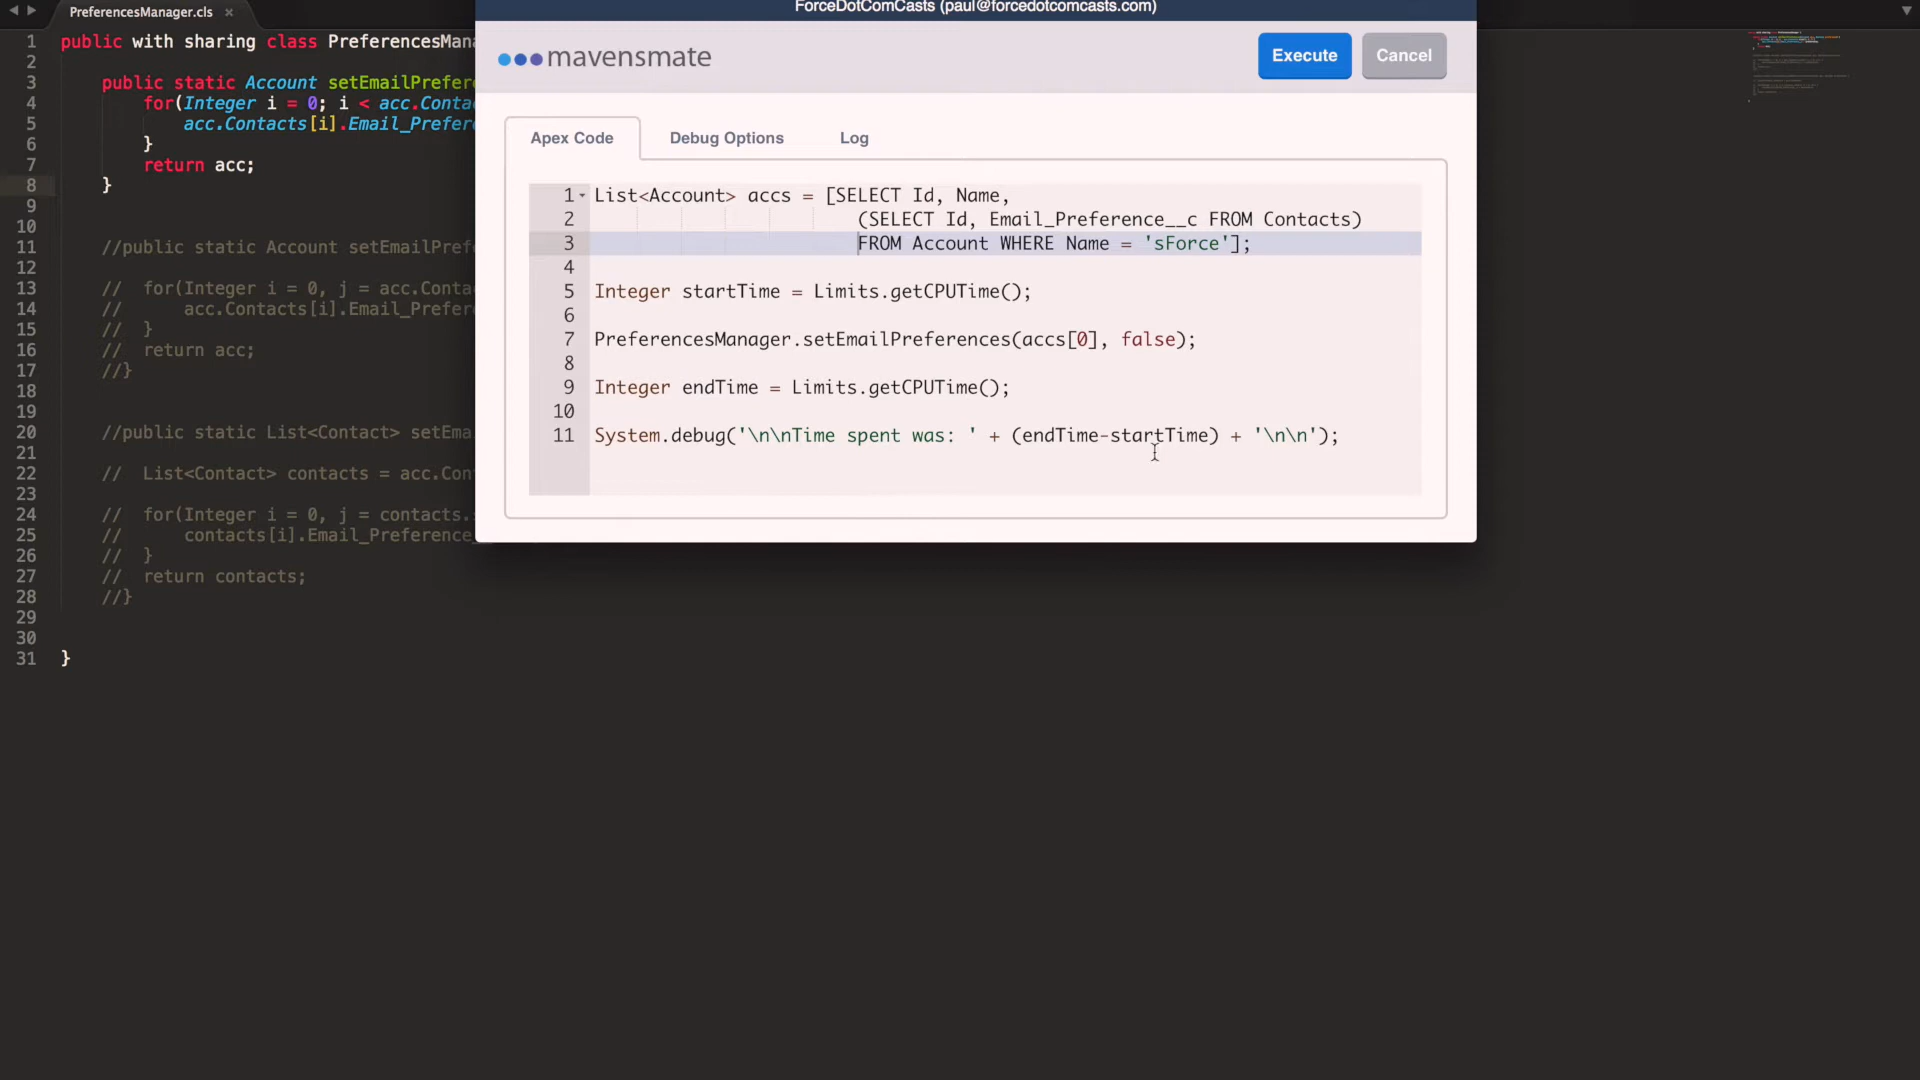 PreferencesManager.cls ×
1 public with sharing class PreferencesMana
2
3 public static Account setEmailPrefere
4 for(Integer i = 0; i < acc.Contac
5 acc.Contacts[i].Email_Prefere
6 }
7 return acc;
8 }
9
10
11 //public static Account setEmailPrefe
12
13 // for(Integer i = 0, j = acc.Conta
14 // acc.Contacts[i].Email_Prefer
15 // }
16 // return acc;
17 //}
18
19
20 //public static List<Contact> setEma
21
22 // List<Contact> contacts = acc.Con
23
24 // for(Integer i = 0, j = contacts.
25 // contacts[i].Email_Preference_
26 // }
27 // return contacts;
28 //}
29
30
31 }
ForceDotComCasts (paul@forcedotcomcasts.com)
mavensmate
Execute
Cancel
Apex Code
Debug Options
Log
1 List<Account> accs = [SELECT Id, Name,
2 (SELECT Id, Email_Preference__c FROM Contacts)
3 FROM Account WHERE Name = 'sForce'];
4
5 Integer startTime = Limits.getCPUTime();
6
7 PreferencesManager.setEmailPreferences(accs[0], false);
8
9 Integer endTime = Limits.getCPUTime();
10
11 System.debug('\n\nTime spent was: ' + (endTime-startTime) + '\n\n');